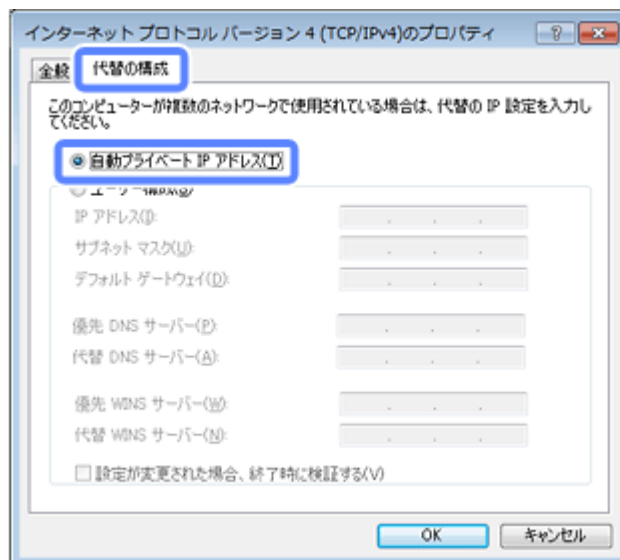 インターネット プロトコル バージョン 4 (TCP/IPv4)のプロパティ
全般
代替の構成
このコンピューターが複数のネットワークで使用されている場合は、代替の IP 設定を入力し
てください。
自動プライベート IP アドレス(T)
ユーザー構成(S)
IP アドレス(I):
サブネット マスク(U):
デフォルト ゲートウェイ(D):
優先 DNS サーバー(P):
代替 DNS サーバー(A):
優先 WINS サーバー(W):
代替 WINS サーバー(N):
設定が変更された場合、終了時に検証する(V)
OK
キャンセル